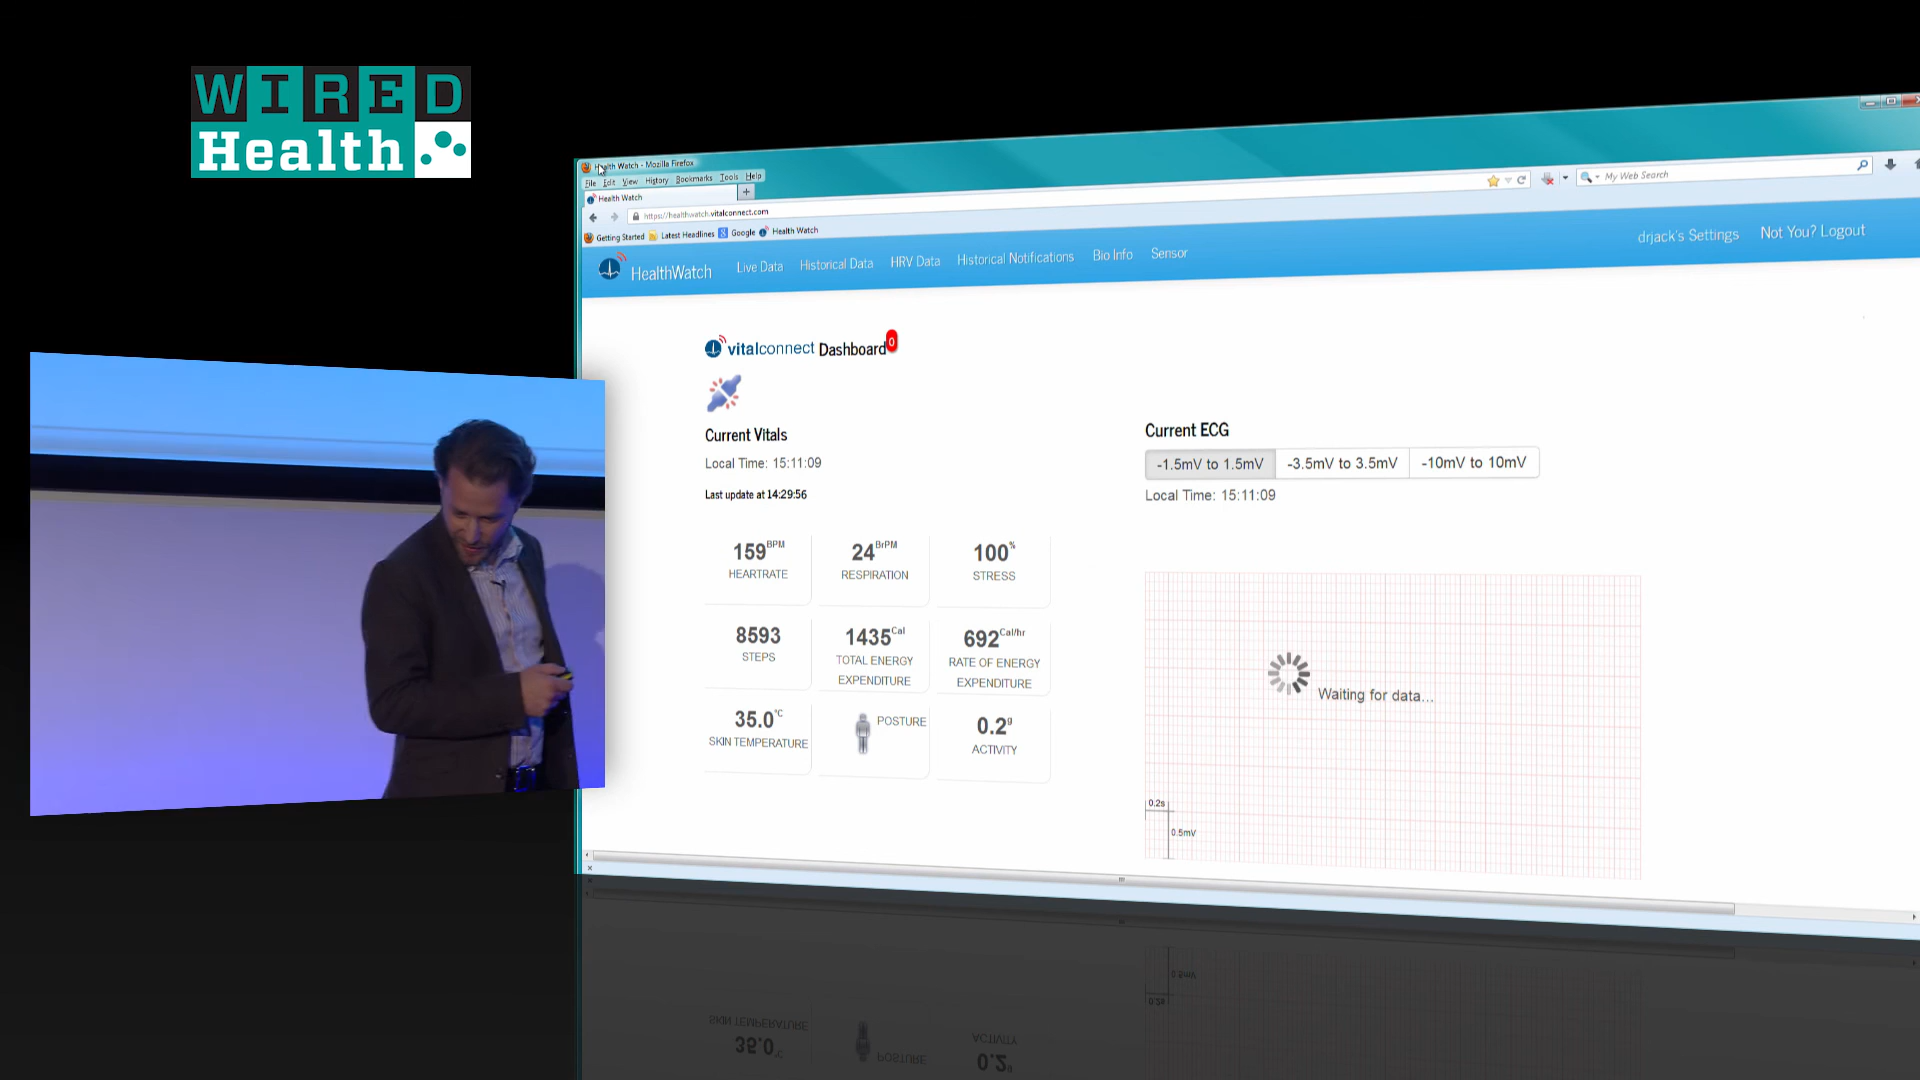 WIRED
Health
Health Watch - Mozilla Firefox
File Edit View History Bookmarks Tools Help
Health Watch
+
https://healthwatch.vitalconnect.com
My Web Search
Getting Started Latest Headlines Google Health Watch
HealthWatch Live Data Historical Data HRV Data Historical Notifications Bio Info Sensor drjack's Settings Not You? Logout
vitalconnect Dashboard 0
Current Vitals
Local Time: 15:11:09
Last update at 14:29:56
159 BPM
HEARTRATE
24 BrPM
RESPIRATION
100 %
STRESS
8593
STEPS
1435 Cal
TOTAL ENERGY
EXPENDITURE
692 Cal/hr
RATE OF ENERGY
EXPENDITURE
35.0 °C
SKIN TEMPERATURE
POSTURE
0.2 g
ACTIVITY
Current ECG
-1.5mV to 1.5mV -3.5mV to 3.5mV -10mV to 10mV
Local Time: 15:11:09
Waiting for data...
0.2s
0.5mV